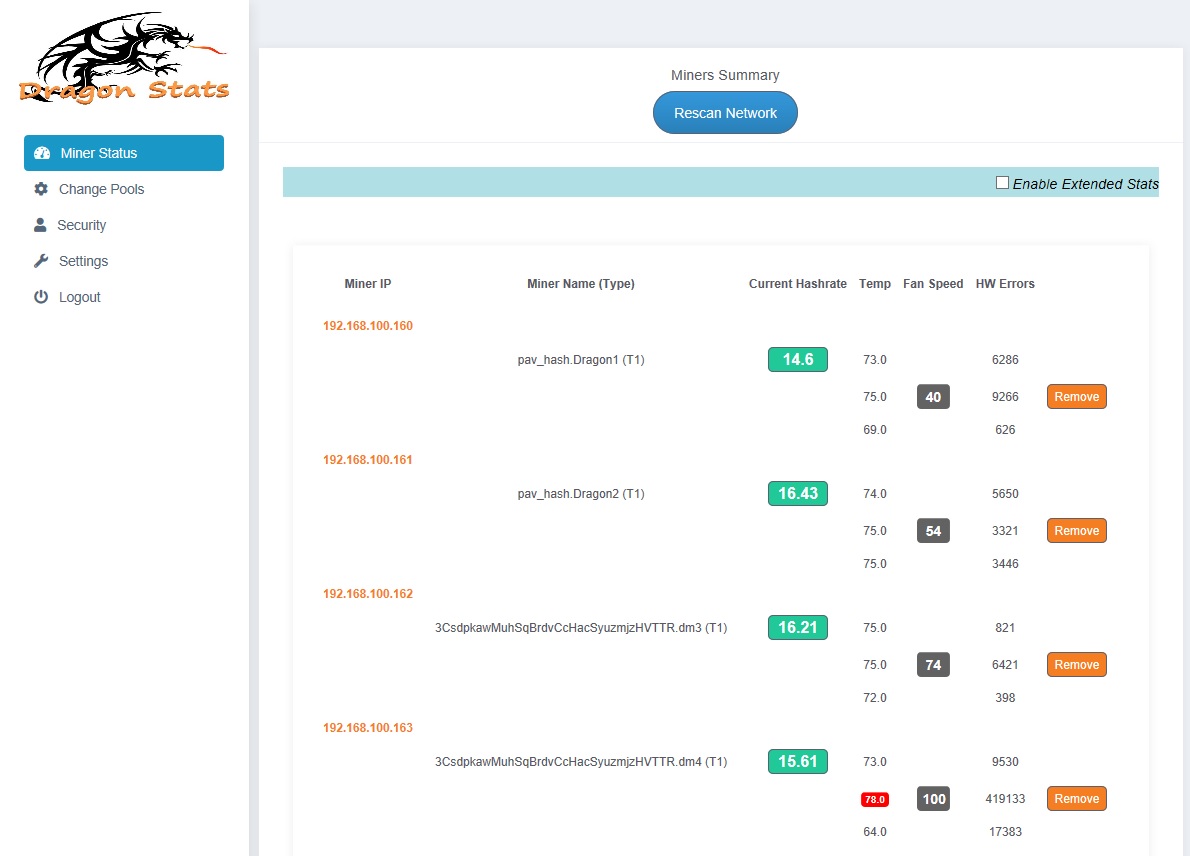 Dragon Stats
Miner Status
Change Pools
Security
Settings
Logout
Miners Summary
Rescan Network
Enable Extended Stats
Miner IP Miner Name (Type) Current Hashrate Temp Fan Speed HW Errors
192.168.100.160
pav_hash.Dragon1 (T1) 14.6 73.0 6286
75.0 40 9266 Remove
69.0 626
192.168.100.161
pav_hash.Dragon2 (T1) 16.43 74.0 5650
75.0 54 3321 Remove
75.0 3446
192.168.100.162
3CsdpkawMuhSqBrdvCcHacSyuzmjzHVTTR.dm3 (T1) 16.21 75.0 821
75.0 74 6421 Remove
72.0 398
192.168.100.163
3CsdpkawMuhSqBrdvCcHacSyuzmjzHVTTR.dm4 (T1) 15.61 73.0 9530
78.0 100 419133 Remove
64.0 17383